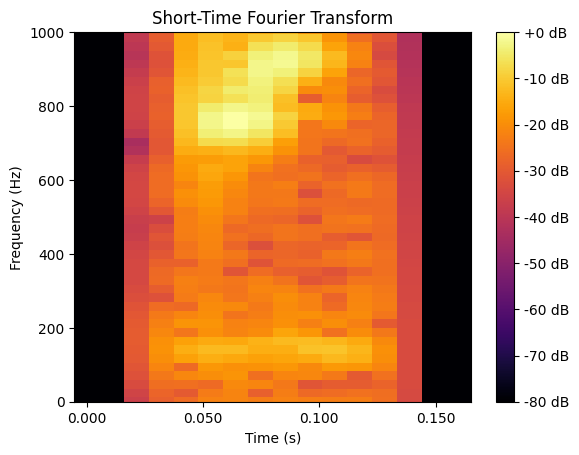 Short-Time Fourier Transform
1000
800
600
400
200
0
Frequency (Hz)
0.000
0.050
0.100
0.150
Time (s)
+0 dB
-10 dB
-20 dB
-30 dB
-40 dB
-50 dB
-60 dB
-70 dB
-80 dB